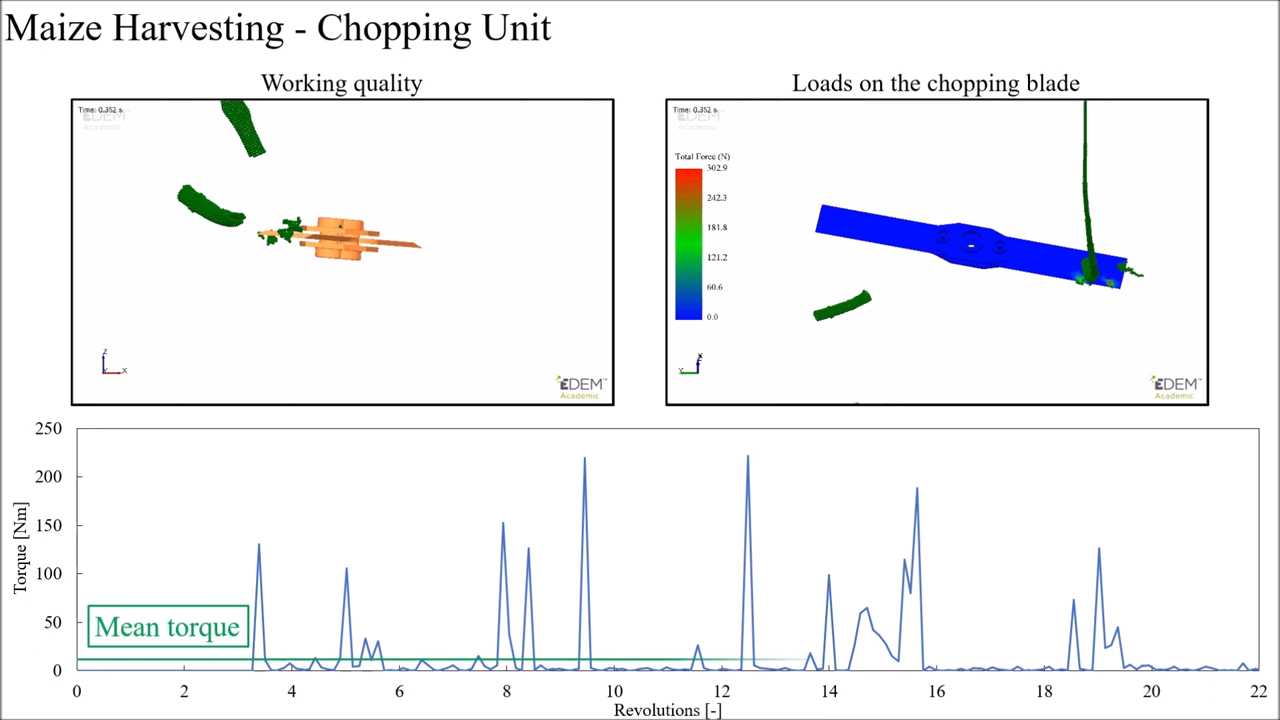 Maize Harvesting - Chopping Unit
Working quality
Loads on the chopping blade
Time: 0.352 s
EDEM
Academic
Z
Y
X
EDEM™
Academic
Time: 0.352 s
EDEM
Academic
Total Force (N)
302.9
242.3
181.8
121.2
60.6
0.0
Y
EDEM™
Academic
250
200
150
100
50
0
Torque [Nm]
Mean torque
0 2 4 6 8 10 12 14 16 18 20 22
Revolutions [-]